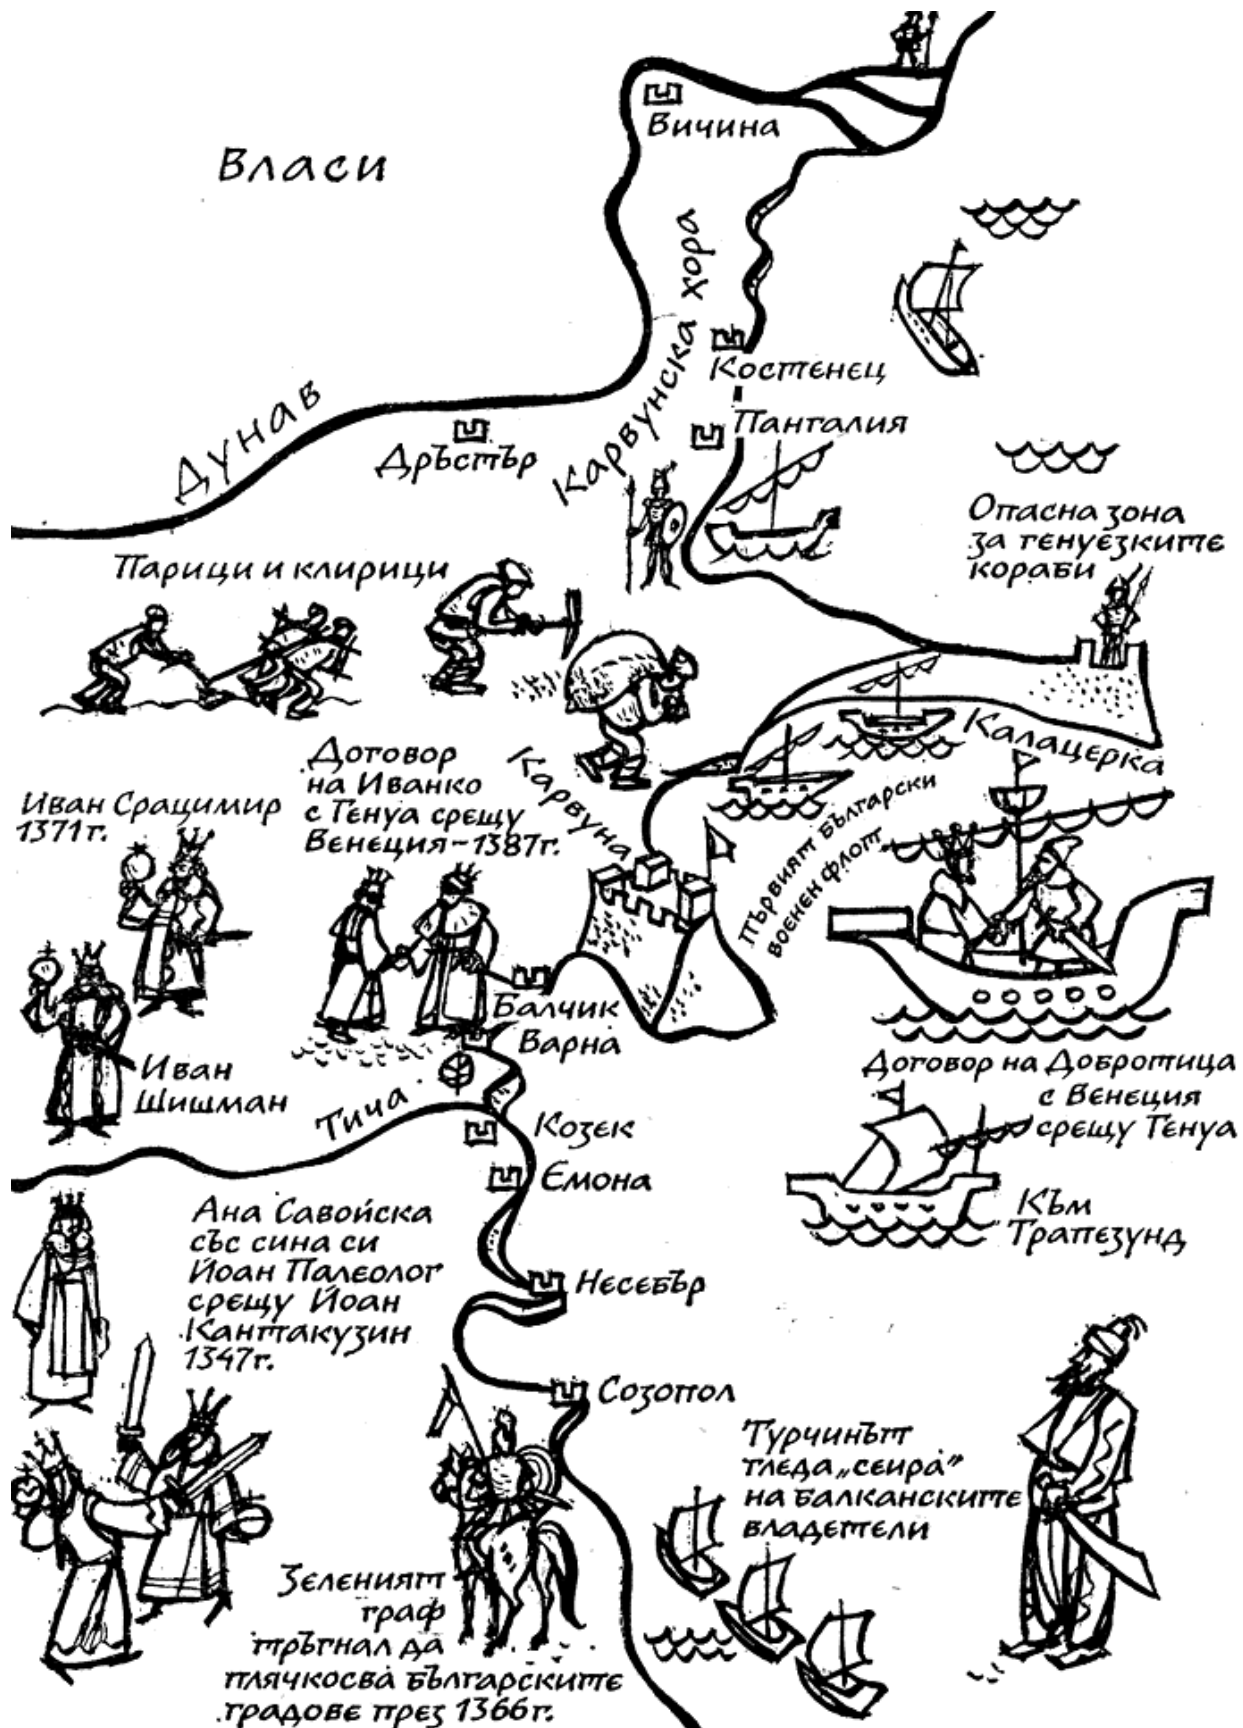 Вичина
Власи
Карвунска хора
Костенец
Дунав
Пангалия
Дръстър
Опасна зона
за генуезките
кораби
Парици и клирици
Калацерка
Договор
на Иванко
с Генуа срещу
Венеция-1387г.
Карвуна
Иван Срацимир
1371г.
Първият български
военен флот
Балчик
Варна
Иван
Шишман
Тича
Договор на Добротица
с Венеция
срещу Генуа
Козек
Емона
Към
Трапезунд
Ана Савойска
със сина си
Йоан Палеолог
срещу Йоан
Кантакузин
1347г.
Несебър
Созопол
Турчинът
гледа „сеира”
на балканските
владетели
Зеленият
граф
тръгнал да
плячкосва българските
градове през 1366г.